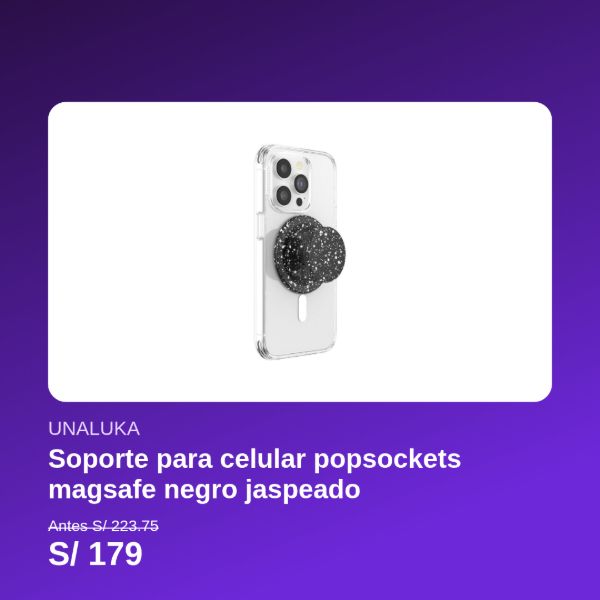 UNALUKA
Soporte para celular popsockets
magsafe negro jaspeado
Antes S/ 223.75
S/ 179